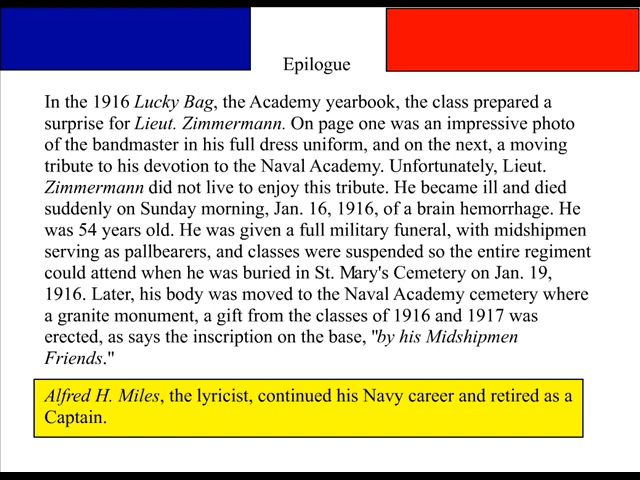 Epilogue
In the 1916 Lucky Bag, the Academy yearbook, the class prepared a
surprise for Lieut. Zimmermann. On page one was an impressive photo
of the bandmaster in his full dress uniform, and on the next, a moving
tribute to his devotion to the Naval Academy. Unfortunately, Lieut.
Zimmermann did not live to enjoy this tribute. He became ill and died
suddenly on Sunday morning, Jan. 16, 1916, of a brain hemorrhage. He
was 54 years old. He was given a full military funeral, with midshipmen
serving as pallbearers, and classes were suspended so the entire regiment
could attend when he was buried in St. Mary's Cemetery on Jan. 19,
1916. Later, his body was moved to the Naval Academy cemetery where
a granite monument, a gift from the classes of 1916 and 1917 was
erected, as says the inscription on the base, "by his Midshipmen
Friends."
Alfred H. Miles, the lyricist, continued his Navy career and retired as a
Captain.